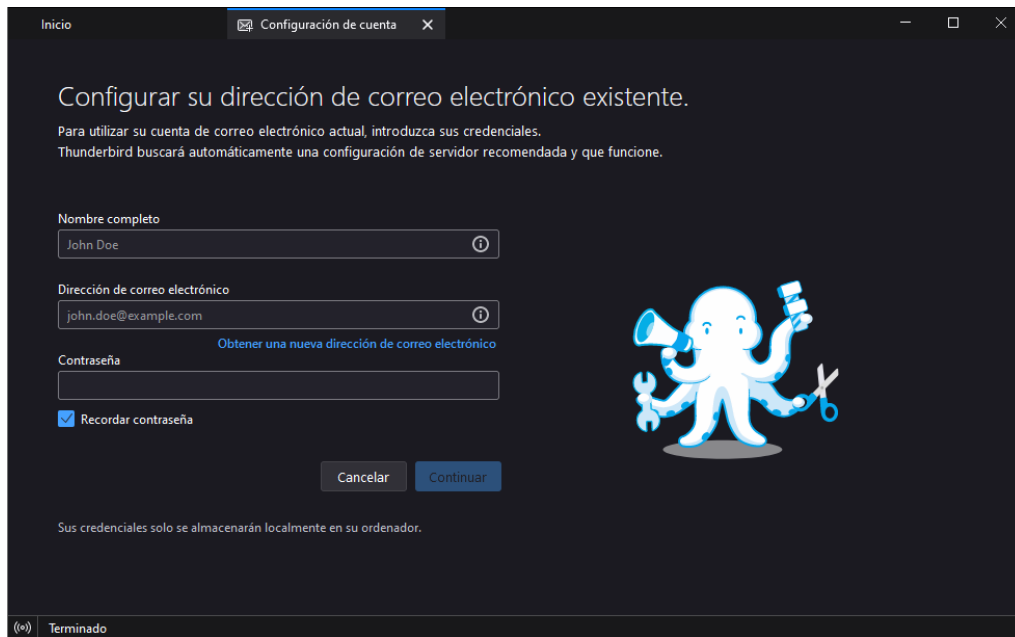 Inicio
Configuración de cuenta
Configurar su dirección de correo electrónico existente.
Para utilizar su cuenta de correo electrónico actual, introduzca sus credenciales.
Thunderbird buscará automáticamente una configuración de servidor recomendada y que funcione.
Nombre completo
John Doe
Dirección de correo electrónico
john.doe@example.com
Obtener una nueva dirección de correo electrónico
Contraseña
Recordar contraseña
Cancelar
Continuar
Sus credenciales solo se almacenarán localmente en su ordenador.
Terminado